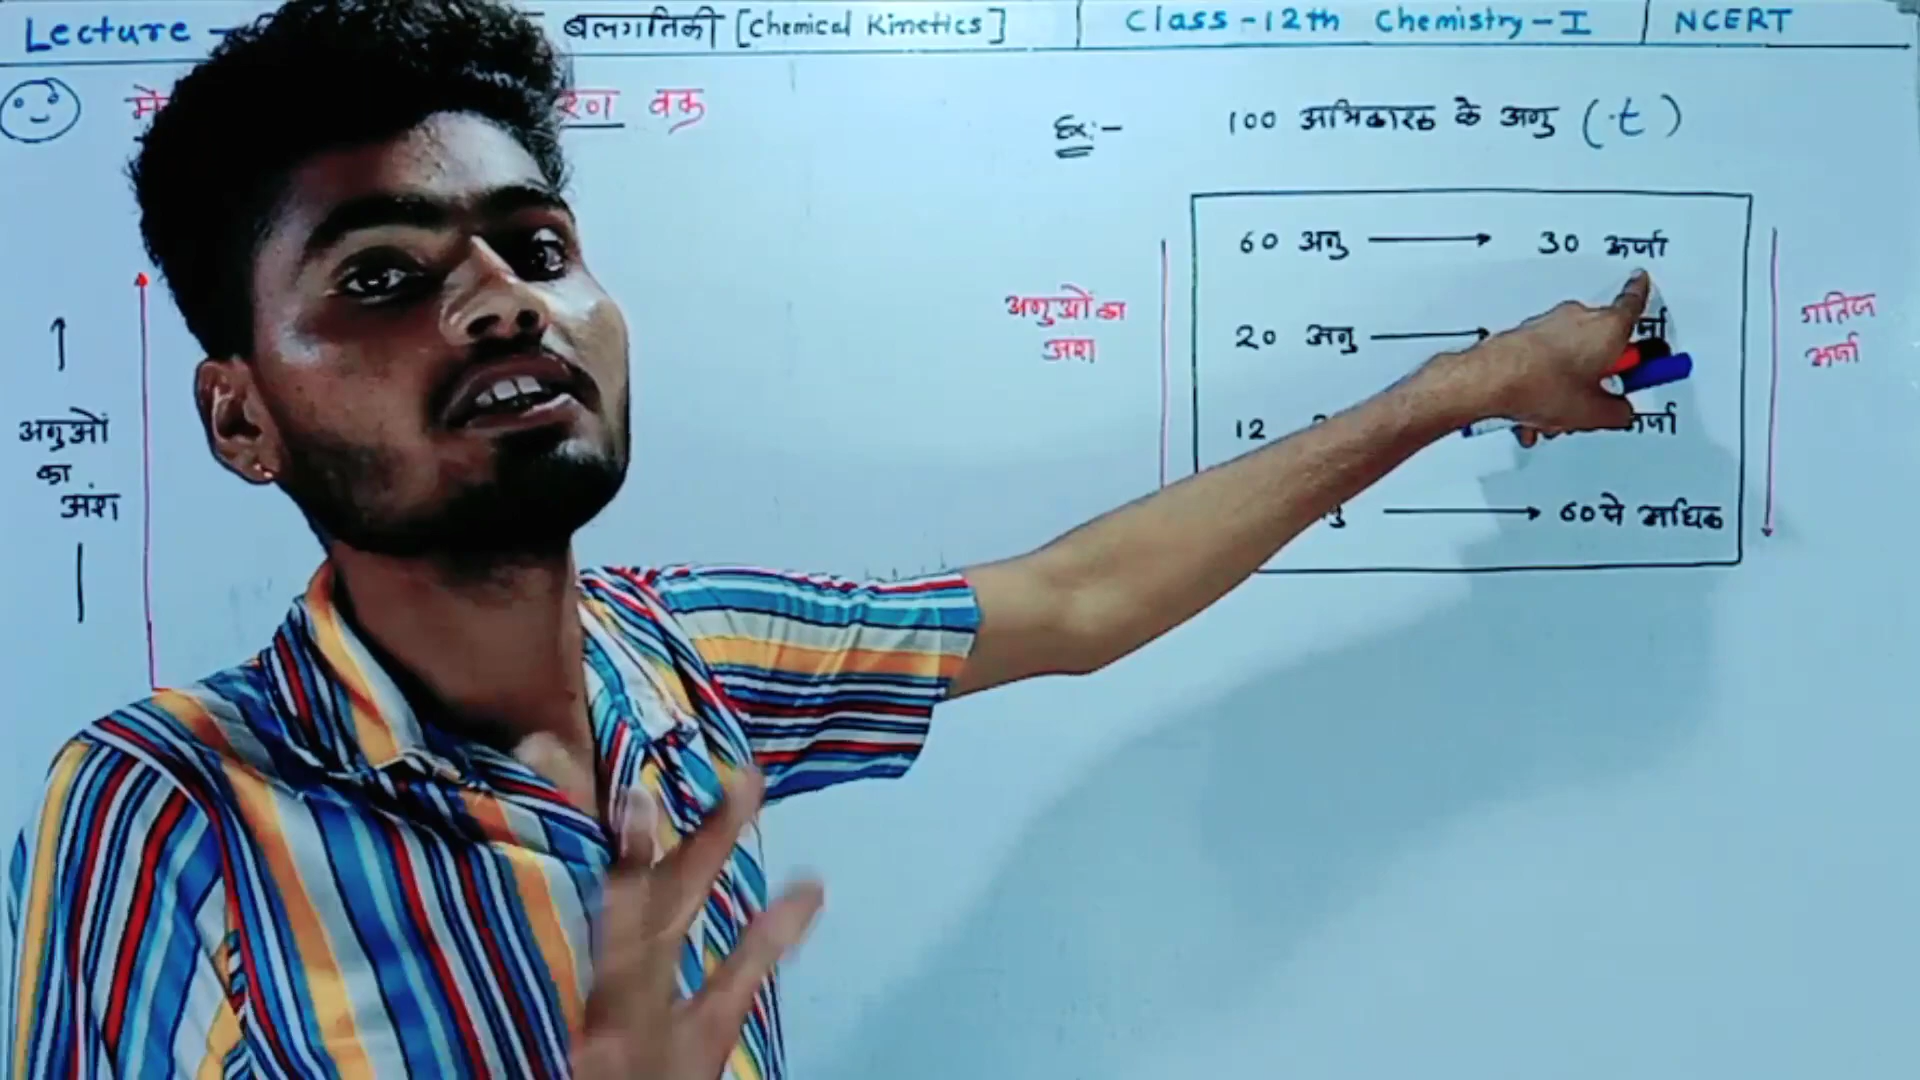 Lecture - बलगतिकी [Chemical Kinetics] Class-12th Chemistry-I NCERT
वक्र
Ex:- 100 अभिकारक के अणु (t)
60 अणु → 30 ऊर्जा
20 अणु →
12 ऊर्जा
→ 60 से अधिक
अणुओं का
अंश
गतिज
ऊर्जा
अणुओं
का
अंश